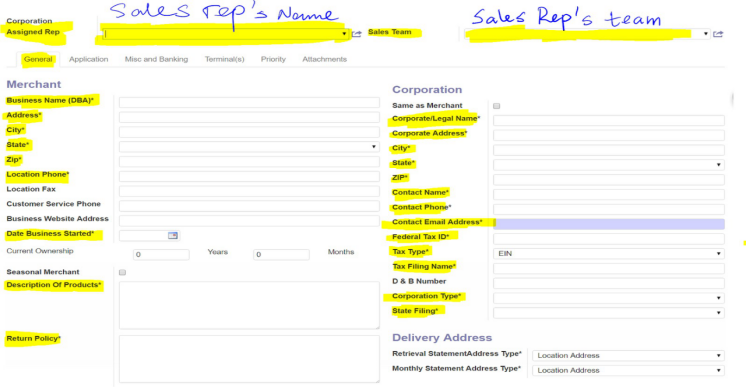 Sales rep's Name
Sales Rep's team
Corporation
Assigned Rep
Sales Team
General Application Misc and Banking Terminal(s) Priority Attachments
Merchant
Business Name (DBA)*
Address*
City*
State*
Zip*
Location Phone*
Location Fax
Customer Service Phone
Business Website Address
Date Business Started*
Current Ownership 0 Years 0 Months
Seasonal Merchant
Description Of Products*
Return Policy*
Corporation
Same as Merchant
Corporate/Legal Name*
Corporate Address*
City*
State*
ZIP*
Contact Name*
Contact Phone*
Contact Email Address*
Federal Tax ID*
Tax Type* EIN
Tax Filing Name*
D & B Number
Corporation Type*
State Filing*
Delivery Address
Retrieval StatementAddress Type* Location Address
Monthly Statement Address Type* Location Address